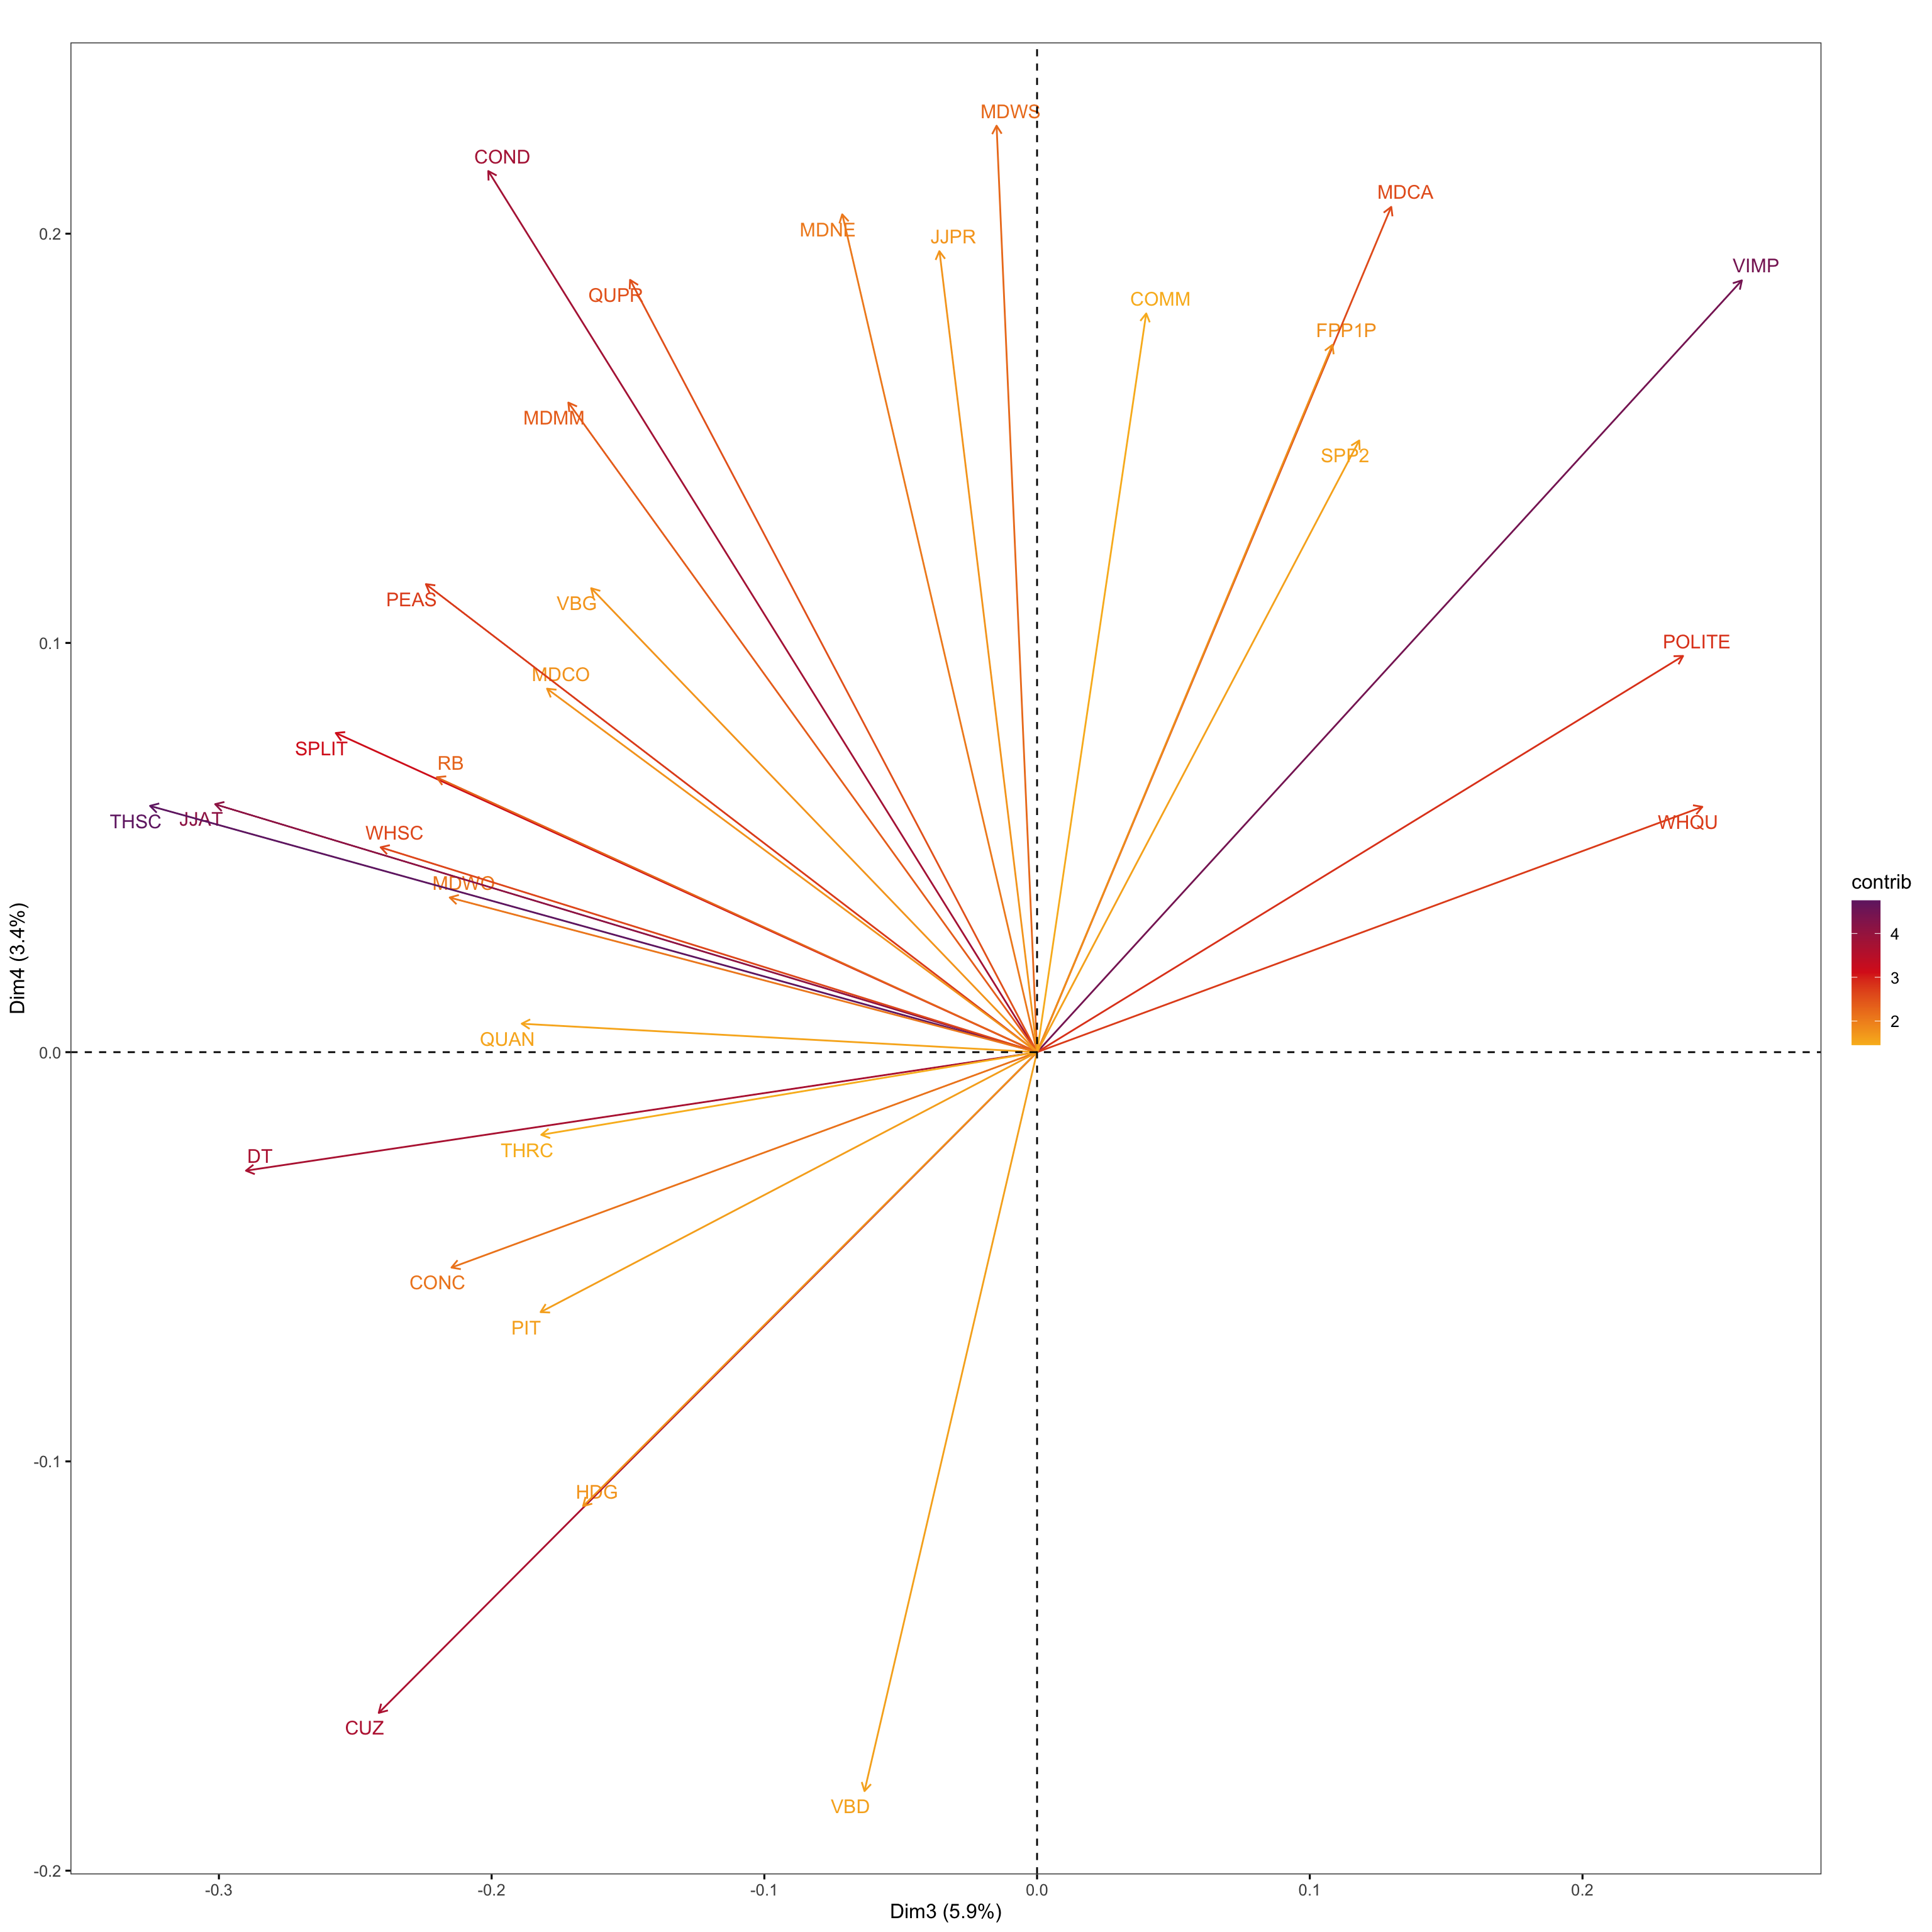 MDWS
COND
MDCA
MDNE
JJPR
VIMP
QUPR
COMM
FPP1P
MDMM
SPP2
PEAS
VBG
POLITE
MDCO
SPLIT
RB
THSC
JJAT
WHSC
WHQU
MDWO
QUAN
DT
THRC
CONC
PIT
HDG
CUZ
VBD
0.2
0.1
0.0
-0.1
-0.2
-0.3
-0.2
-0.1
0.0
0.1
0.2
Dim3 (5.9%)
Dim4 (3.4%)
contrib
4
3
2